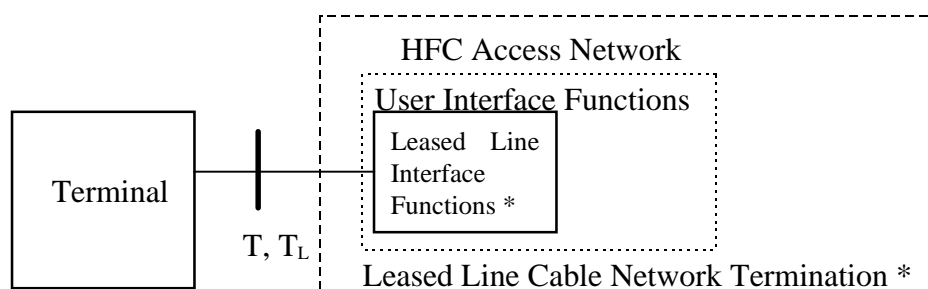 HFC Access Network
User Interface Functions
Leased Line
Interface
Functions *
Terminal
T, TL
Leased Line Cable Network Termination *